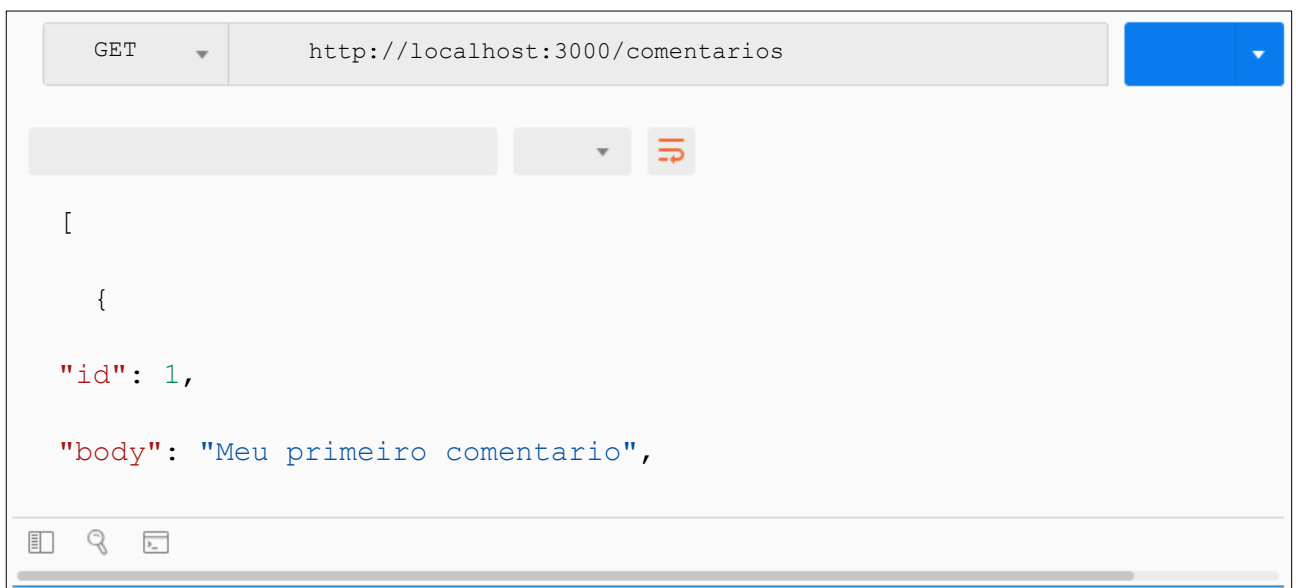 GET http://localhost:3000/comentarios
[
{
"id": 1,
"body": "Meu primeiro comentario",